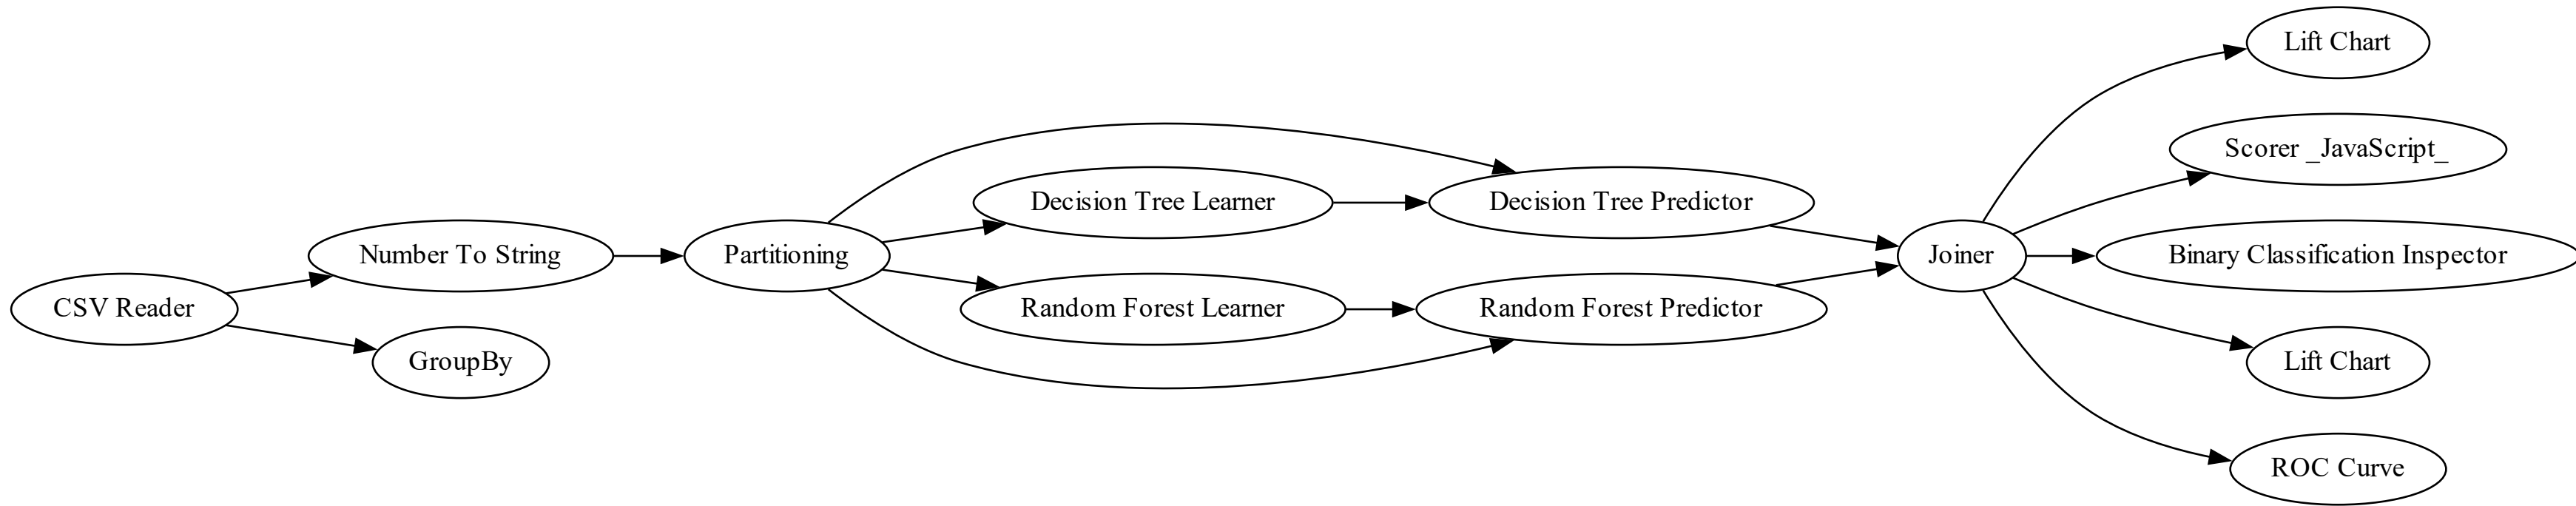 CSV Reader
Number To String
GroupBy
Partitioning
Decision Tree Learner
Random Forest Learner
Decision Tree Predictor
Random Forest Predictor
Joiner
Lift Chart
Scorer _JavaScript_
Binary Classification Inspector
Lift Chart
ROC Curve